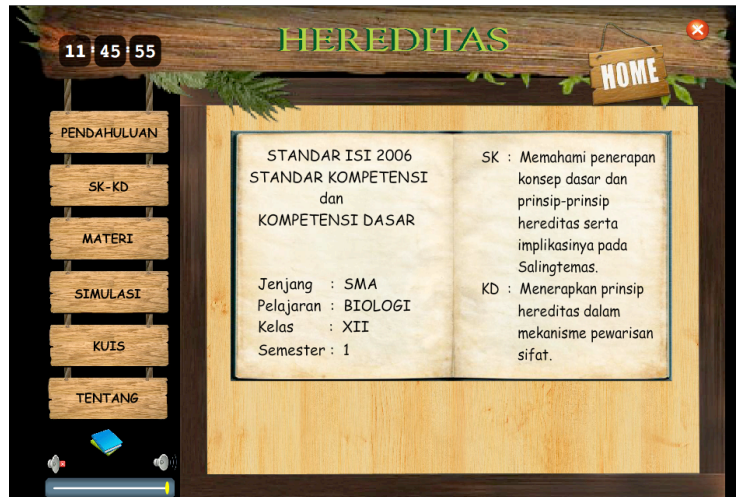 11 45 55
HEREDITAS
HOME
PENDAHULUAN
SK-KD
MATERI
SIMULASI
KUIS
TENTANG
STANDAR ISI 2006
STANDAR KOMPETENSI
dan
KOMPETENSI DASAR
Jenjang : SMA
Pelajaran : BIOLOGI
Kelas : XII
Semester : 1
SK : Memahami penerapan
konsep dasar dan
prinsip-prinsip
hereditas serta
implikasinya pada
Salingtemas.
KD : Menerapkan prinsip
hereditas dalam
mekanisme pewarisan
sifat.